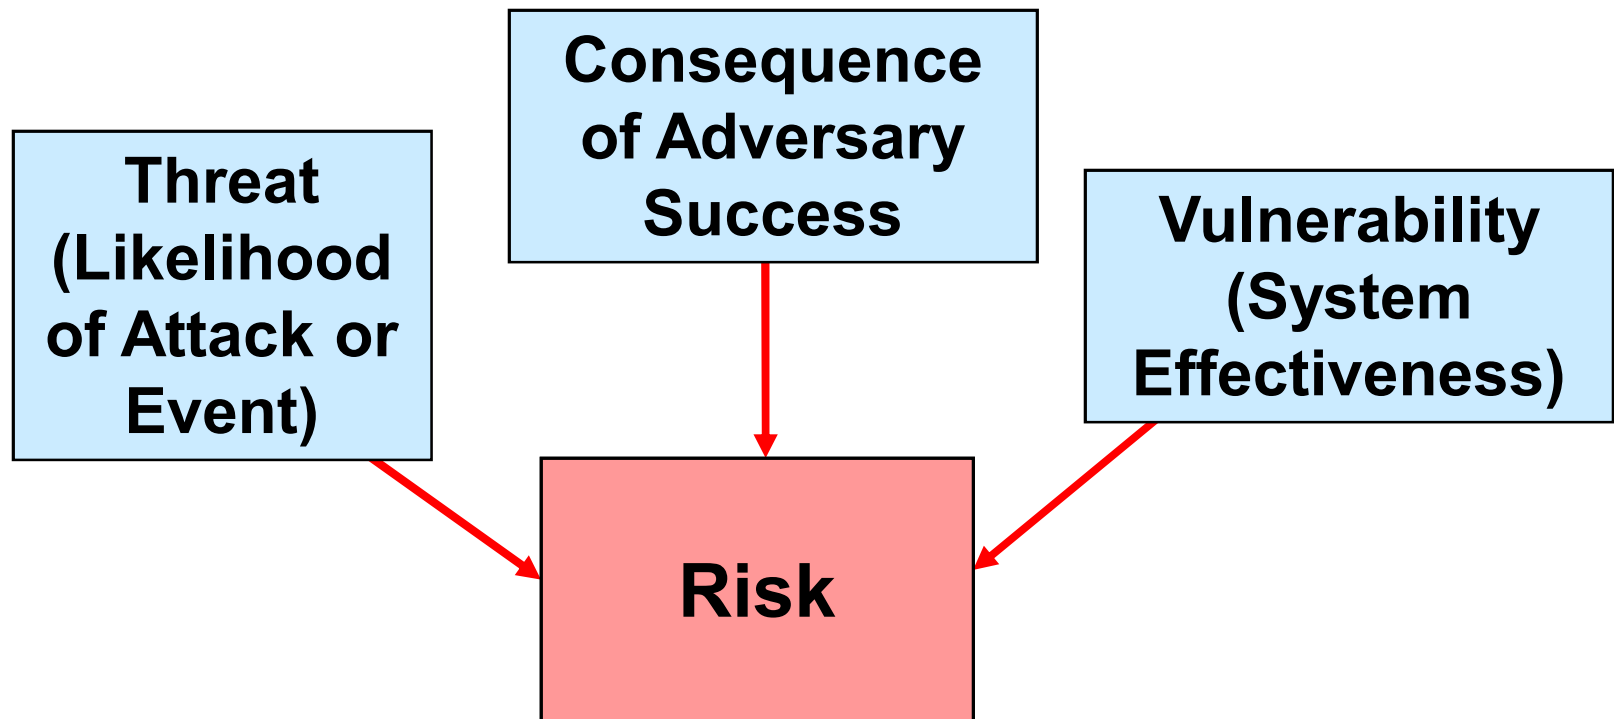 Threat
(Likelihood
of Attack or
Event)
Consequence
of Adversary
Success
Vulnerability
(System
Effectiveness)
Risk